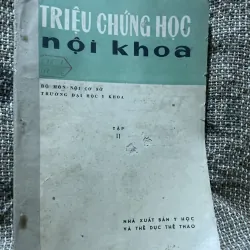 TRIỆU CHỨNG HỌC
nội khoa
BỘ MÔN NỘI CƠ SỞ
TRƯỜNG ĐẠI HỌC Y KHOA
TẬP
II
NHÀ XUẤT BẢN Y HỌC
VÀ THỂ DỤC THỂ THAO